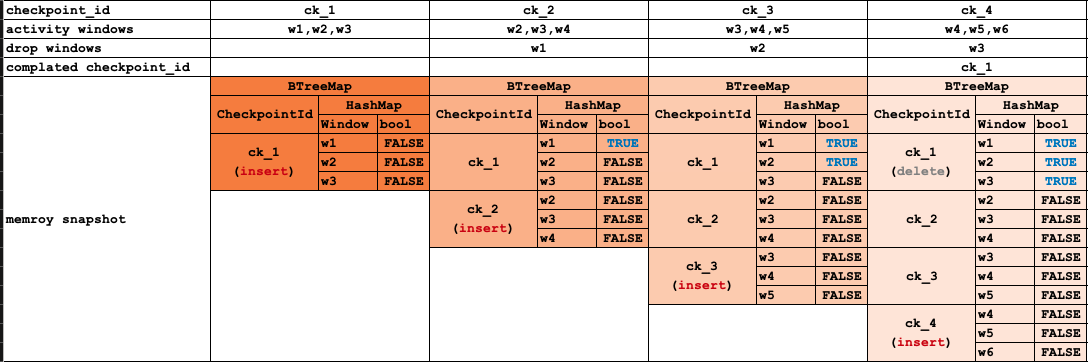 checkpoint_id ck_1 ck_2 ck_3 ck_4
activity windows w1,w2,w3 w2,w3,w4 w3,w4,w5 w4,w5,w6
drop windows w1 w2 w3
complated checkpoint_id ck_1
BTreeMap BTreeMap BTreeMap BTreeMap
CheckpointId HashMap CheckpointId HashMap CheckpointId HashMap CheckpointId HashMap
Window bool Window bool Window bool Window bool
ck_1 (insert) w1 FALSE ck_1 w1 TRUE ck_1 w1 TRUE ck_1 (delete) w1 TRUE
w2 FALSE w2 FALSE w2 TRUE w2 TRUE
w3 FALSE w3 FALSE w3 FALSE w3 TRUE
memroy snapshot ck_2 (insert) w2 FALSE ck_2 w2 FALSE ck_2 w2 FALSE
w3 FALSE w3 FALSE w3 FALSE
w4 FALSE w4 FALSE w4 FALSE
ck_3 (insert) w3 FALSE ck_3 w3 FALSE
w4 FALSE w4 FALSE
w5 FALSE w5 FALSE
ck_4 (insert) w4 FALSE
w5 FALSE
w6 FALSE